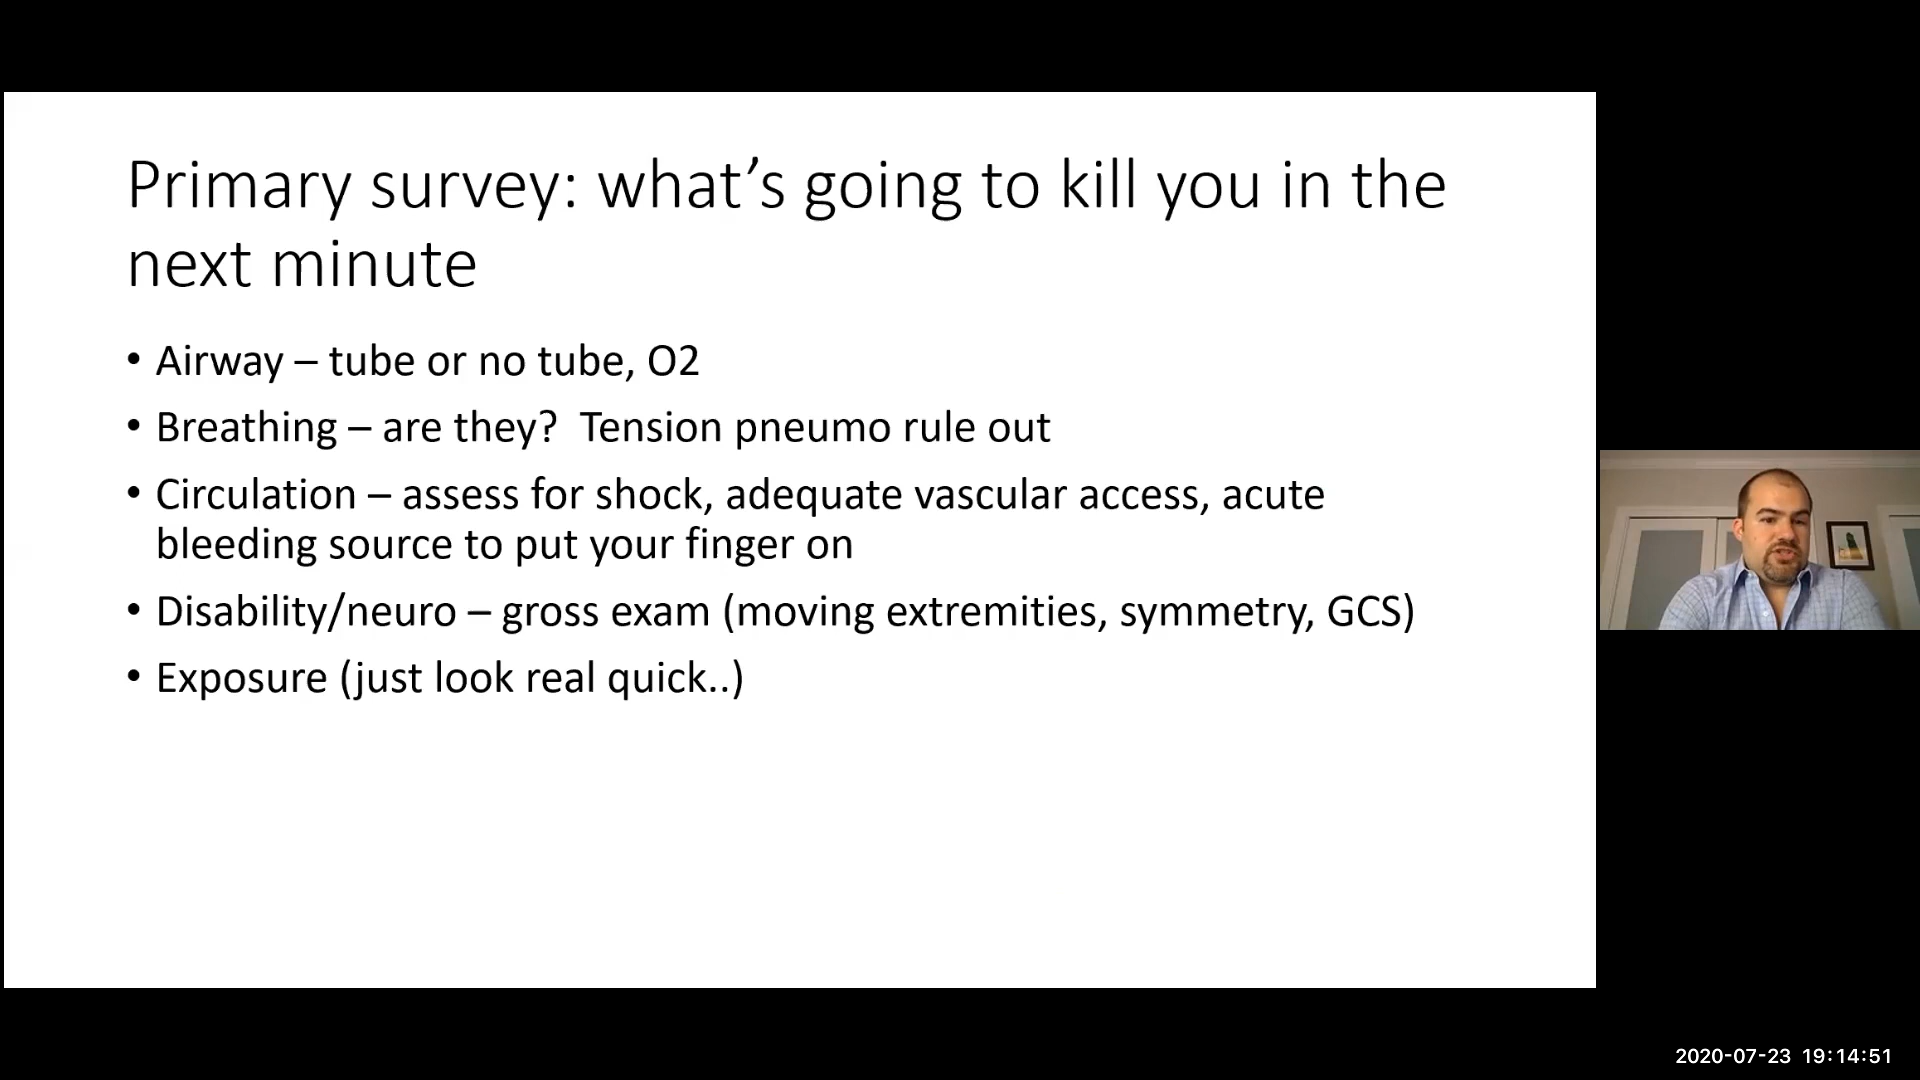 Primary survey: what’s going to kill you in the
next minute
• Airway – tube or no tube, O2
• Breathing – are they?  Tension pneumo rule out
• Circulation – assess for shock, adequate vascular access, acute
bleeding source to put your finger on
• Disability/neuro – gross exam (moving extremities, symmetry, GCS)
• Exposure (just look real quick..)
2020-07-23 19:14:51